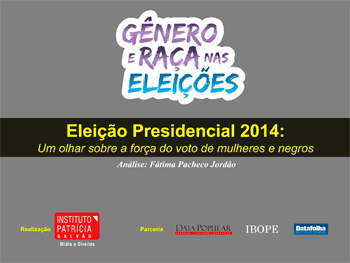 GÊNERO
E RAÇA NAS
ELEIÇÕES
Eleição Presidencial 2014:
Um olhar sobre a força do voto de mulheres e negros
Análise: Fátima Pacheco Jordão
Realização
INSTITUTO
PATRÍCIA
GALVÃO
Mídia e Direitos
Parceria
DATA POPULAR
IBOPE
Datafolha